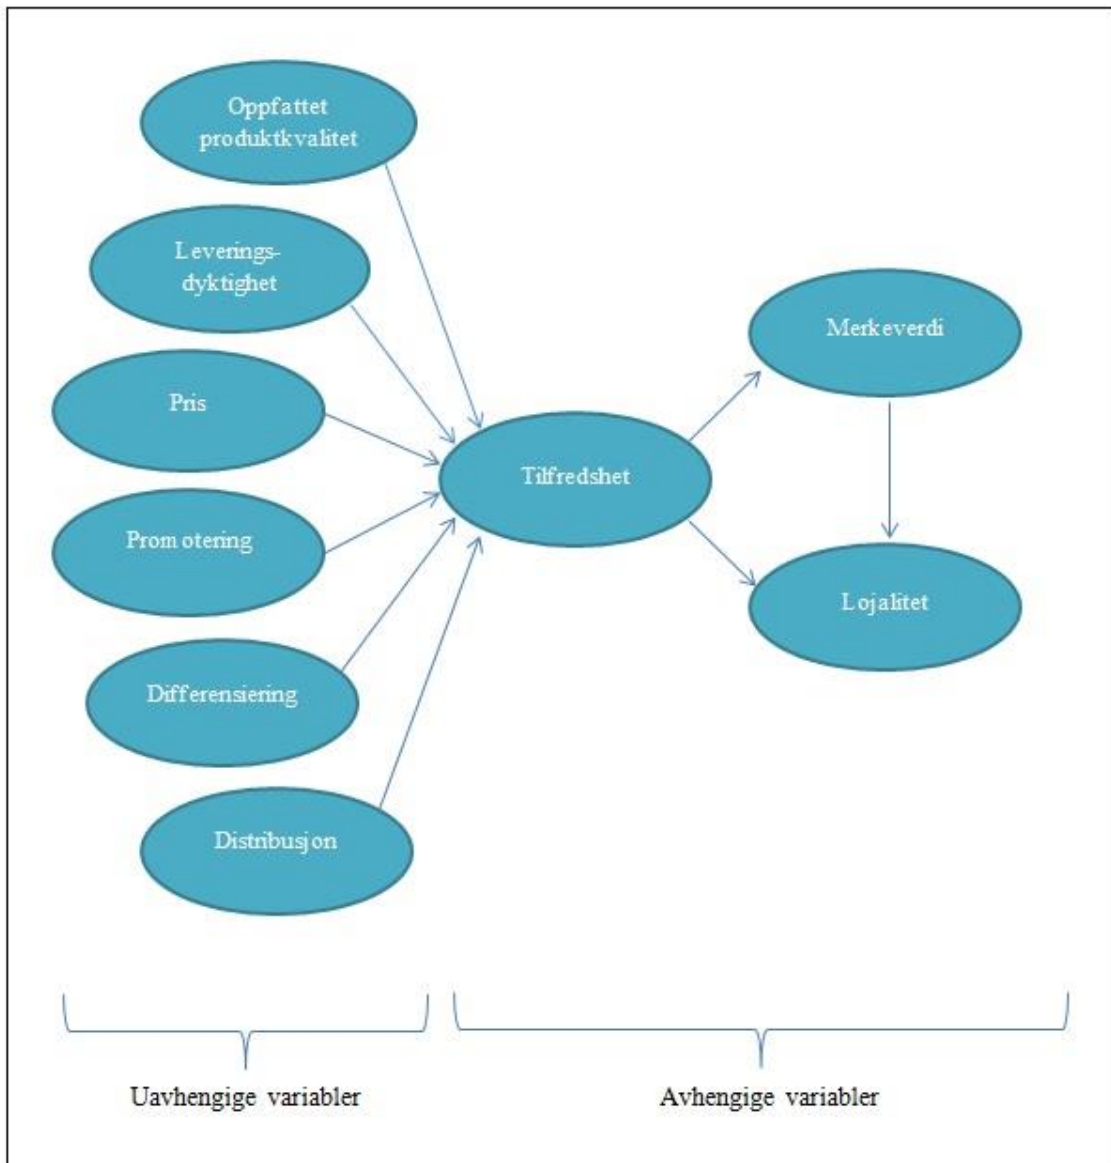 Oppfattet
produktkvalitet
Leverings-
dyktighet
Pris
Promotering
Differensiering
Distribusjon
Tilfredshet
Merkeverdi
Lojalitet
Uavhengige variabler
Avhengige variabler